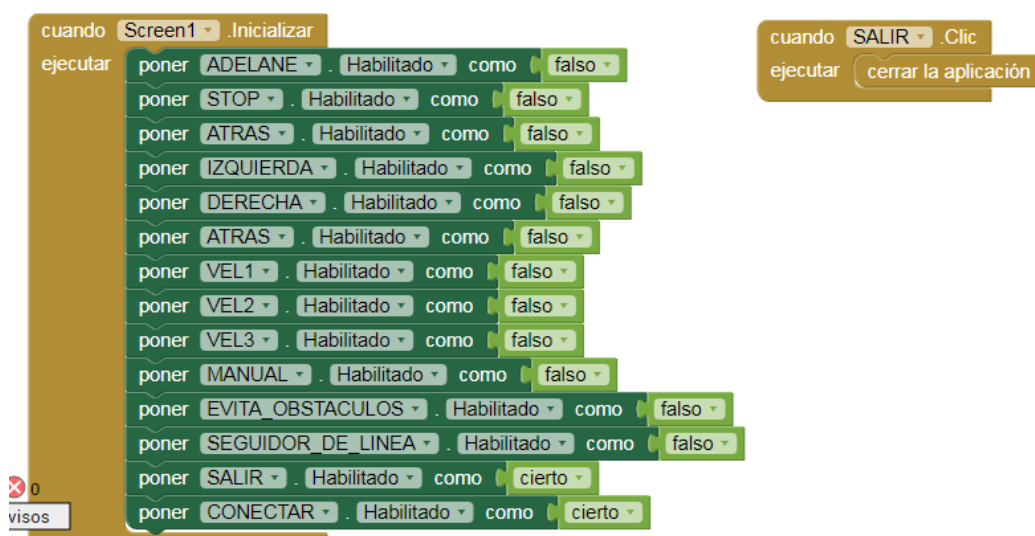 cuando Screen1 .Inicializar
ejecutar poner ADELANE . Habilitado como falso
poner STOP . Habilitado como falso
poner ATRAS . Habilitado como falso
poner IZQUIERDA . Habilitado como falso
poner DERECHA . Habilitado como falso
poner ATRAS . Habilitado como falso
poner VEL1 . Habilitado como falso
poner VEL2 . Habilitado como falso
poner VEL3 . Habilitado como falso
poner MANUAL . Habilitado como falso
poner EVITA_OBSTACULOS . Habilitado como falso
poner SEGUIDOR_DE_LINEA . Habilitado como falso
poner SALIR . Habilitado como cierto
poner CONECTAR . Habilitado como cierto
0
visos
cuando SALIR .Clic
ejecutar cerrar la aplicación